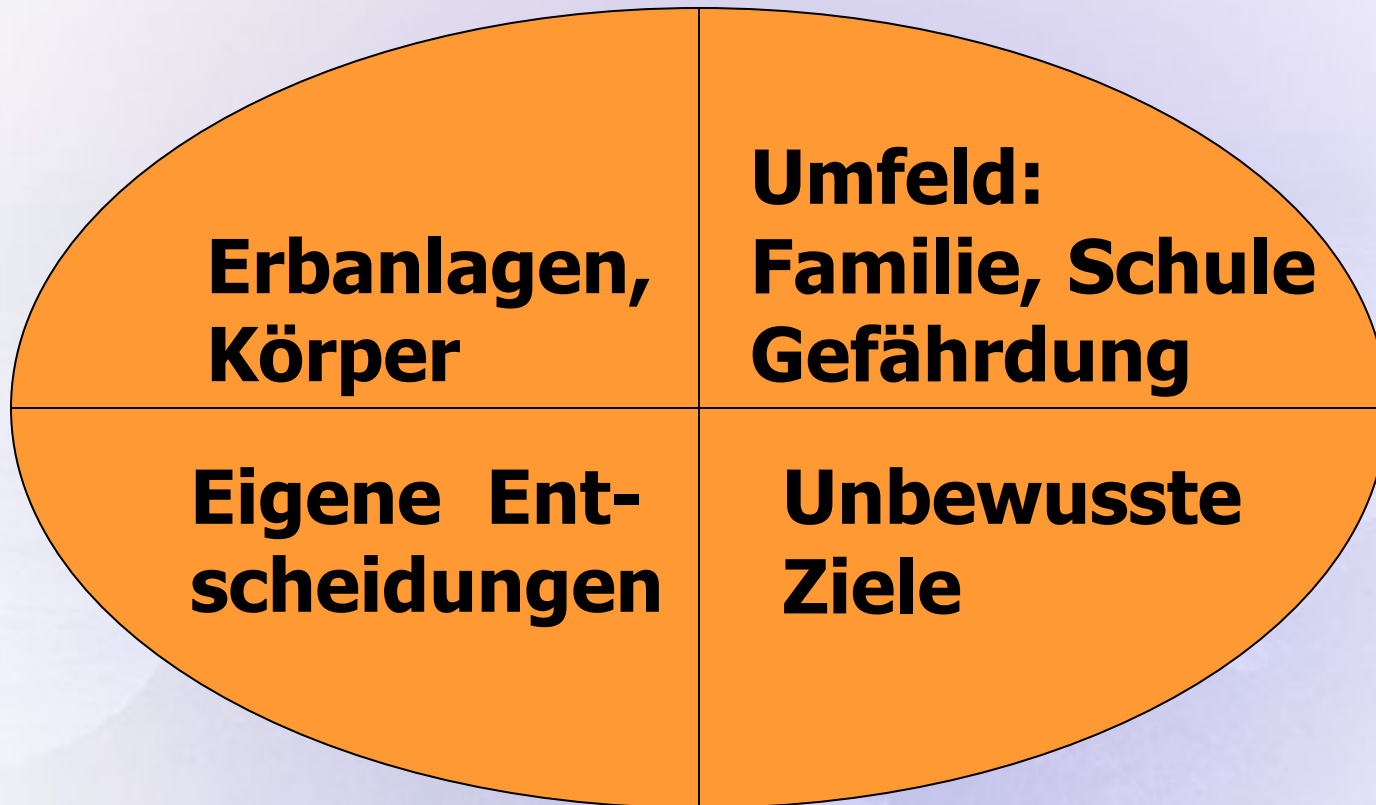 Erbanlagen,
Körper
Umfeld:
Familie, Schule
Gefährdung
Eigene Ent-
scheidungen
Unbewusste
Ziele